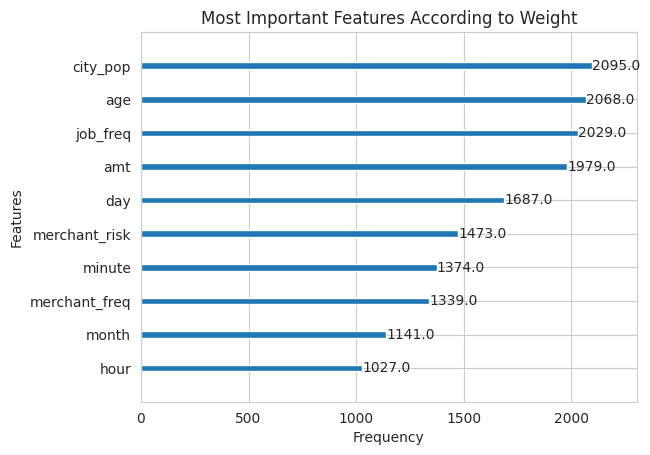 Most Important Features According to Weight
city_pop 2095.0
age 2068.0
job_freq 2029.0
amt 1979.0
day 1687.0
merchant_risk 1473.0
minute 1374.0
merchant_freq 1339.0
month 1141.0
hour 1027.0
Features
0 500 1000 1500 2000
Frequency